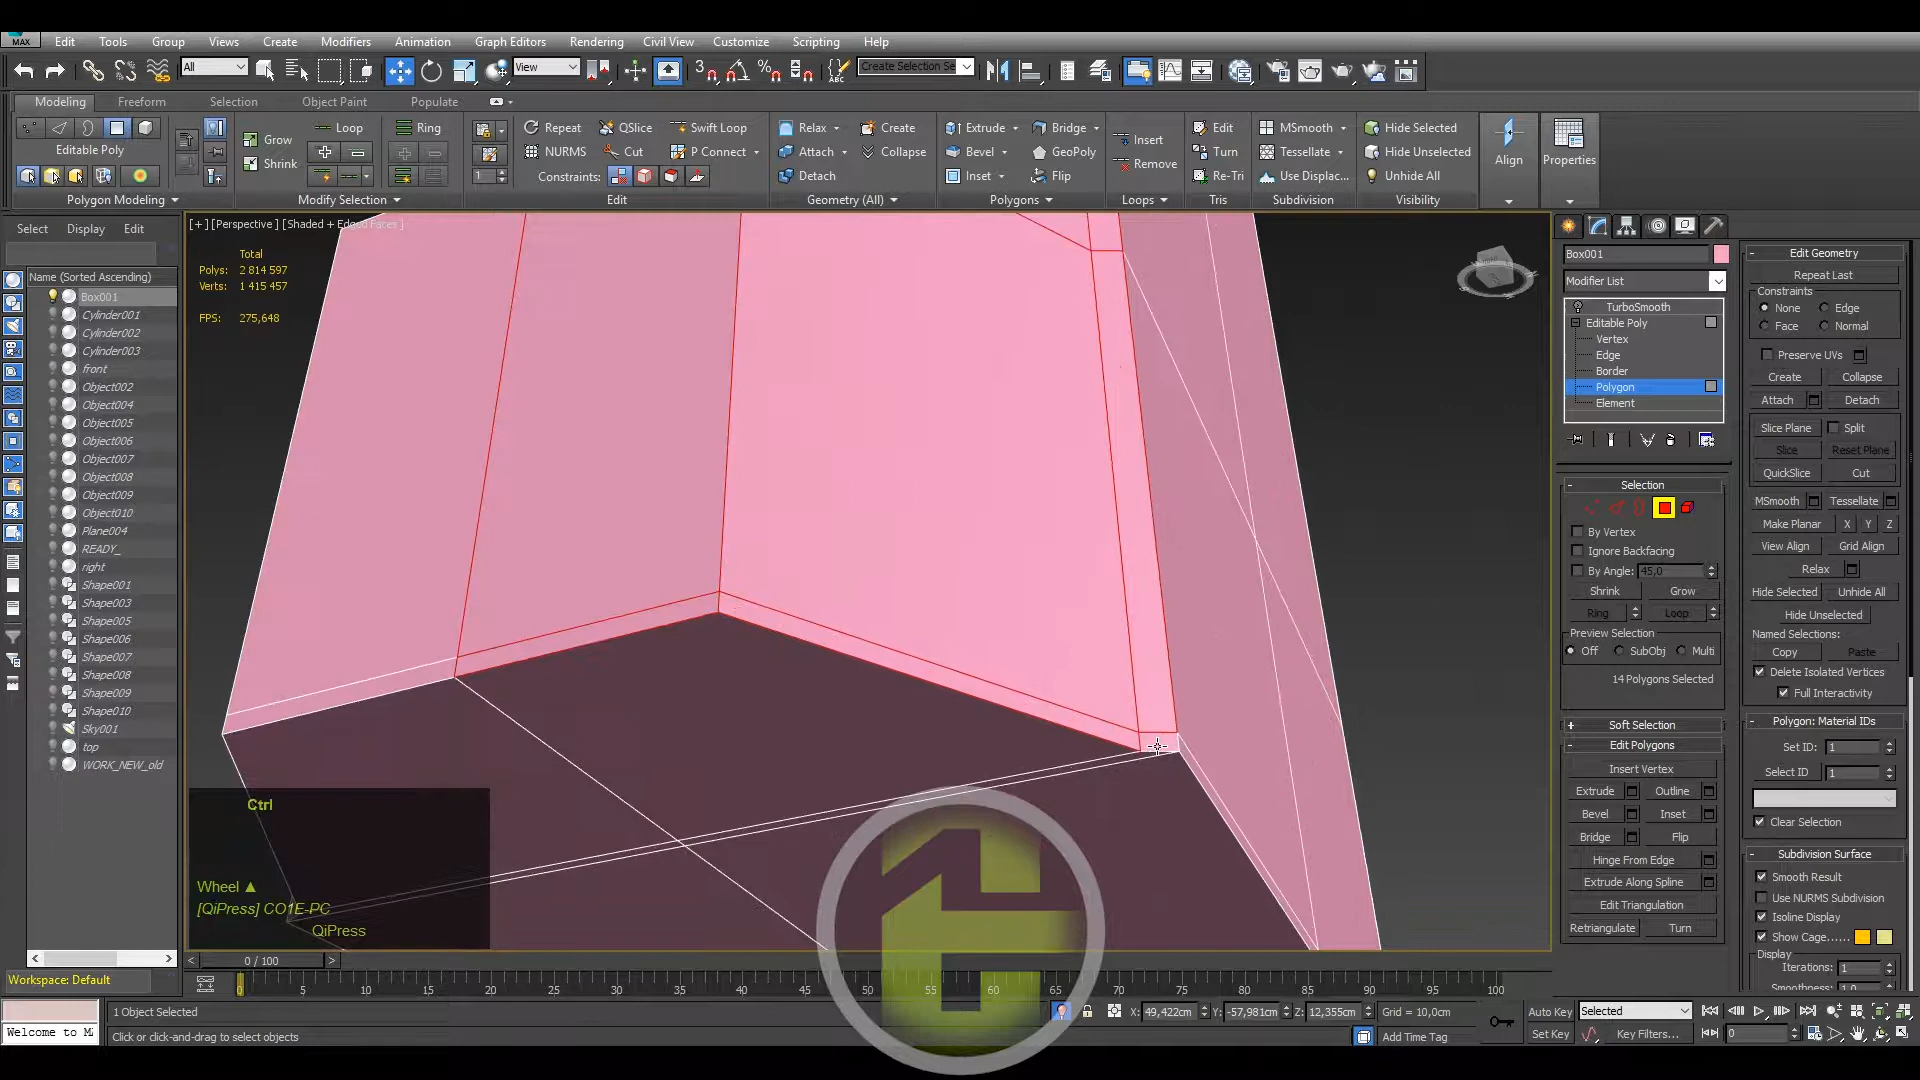 MAX Edit Tools Group Views Create Modifiers Animation Graph Editors Rendering Civil View Customize Scripting Help
All View Create Selection Se
Modeling Freeform Selection Object Paint Populate
Editable Poly
Polygon Modeling
Grow Loop Ring
Shrink
Modify Selection
Repeat QSlice Swift Loop
NURMS Cut P Connect
1 Constraints:
Edit
Relax Create
Attach Collapse
Detach
Geometry (All)
Extrude Bridge
Bevel GeoPoly
Inset Flip
Polygons
Insert
Remove
Loops
Edit
Turn
Re-Tri
Tris
MSmooth
Tessellate
Use Displac...
Subdivision
Hide Selected
Hide Unselected
Unhide All
Visibility
Align
Properties
Select Display Edit
Name (Sorted Ascending)
Box001
Cylinder001
Cylinder002
Cylinder003
front
Object002
Object004
Object005
Object006
Object007
Object008
Object009
Object010
Plane004
READY_
right
Shape001
Shape003
Shape005
Shape006
Shape007
Shape008
Shape009
Shape010
Sky001
top
WORK_NEW_old
Workspace: Default
[+] [Perspective] [Shaded + Edged Faces ]
Total
Polys: 2 814 597
Verts: 1 415 457
FPS: 275,648
Ctrl
Wheel ▲
[QiPress] CO1E-PC
QiPress
Box001
Modifier List
TurboSmooth
Editable Poly
Vertex
Edge
Border
Polygon
Element
Selection
By Vertex
Ignore Backfacing
By Angle: 45,0
Shrink Grow
Ring Loop
Preview Selection
Off SubObj Multi
14 Polygons Selected
Soft Selection
Edit Polygons
Insert Vertex
Extrude Outline
Bevel Inset
Bridge Flip
Hinge From Edge
Extrude Along Spline
Edit Triangulation
Retriangulate Turn
Edit Geometry
Repeat Last
Constraints
None Edge
Face Normal
Preserve UVs
Create Collapse
Attach Detach
Slice Plane Split
Slice Reset Plane
QuickSlice Cut
MSmooth Tessellate
Make Planar X Y Z
View Align Grid Align
Relax
Hide Selected Unhide All
Hide Unselected
Named Selections:
Copy Paste
Delete Isolated Vertices
Full Interactivity
Polygon: Material IDs
Set ID: 1
Select ID 1
Clear Selection
Subdivision Surface
Smooth Result
Use NURMS Subdivision
Isoline Display
Show Cage......
Display
Iterations: 1
Smoothness: 1,0
0 / 100
0 5 10 15 20 25 30 35 40 45 50 55 60 65 70 75 80 85 90 95 100
1 Object Selected
X: 49,422cm Y: -57,981cm Z: 12,355cm Grid = 10,0cm
Auto Key Selected
Welcome to
Click or click-and-drag to select objects
Add Time Tag
Set Key Key Filters... 0